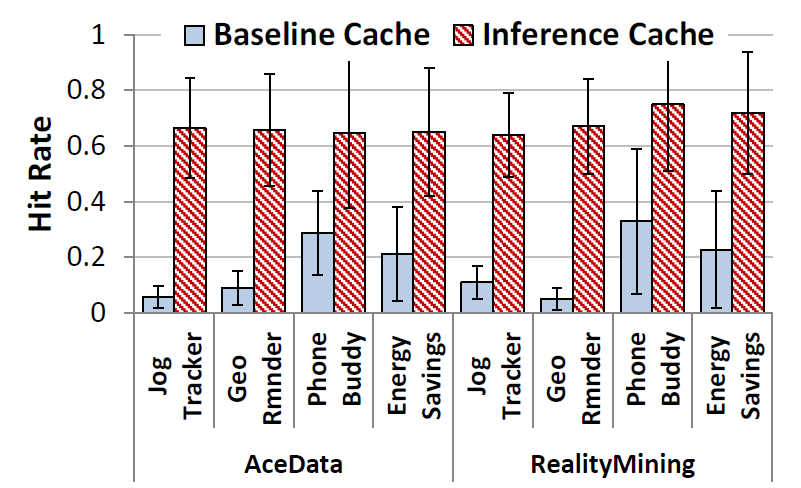 Baseline Cache Inference Cache
Hit Rate
1
0.8
0.6
0.4
0.2
0
Jog Tracker
Geo Rmnder
Phone Buddy
Energy Savings
Jog Tracker
Geo Rmnder
Phone Buddy
Energy Savings
AceData
RealityMining